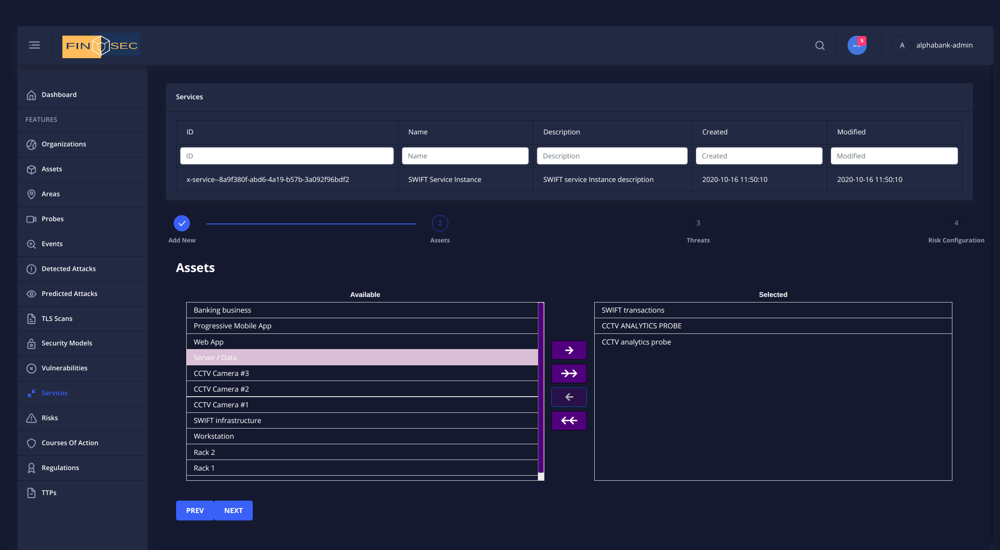 FINSEC
5
A
alphabank-admin
Dashboard
FEATURES
Organizations
Assets
Areas
Probes
Events
Detected Attacks
Predicted Attacks
TLS Scans
Security Models
Vulnerabilities
Services
Risks
Courses Of Action
Regulations
TTPs
Services
ID Name Description Created Modified
ID Name Description Created Modified
x-service--8a9f380f-abd6-4a19-b57b-3a092f96bdf2 SWIFT Service Instance SWIFT service Instance description 2020-10-16 11:50:10 2020-10-16 11:50:10
2 3 4
Add New Assets Threats Risk Configuration
Assets
Available
Banking business
Progressive Mobile App
Web App
Server / Data
CCTV Camera #3
CCTV Camera #2
CCTV Camera #1
SWIFT infrastructure
Workstation
Rack 2
Rack 1
Selected
SWIFT transactions
CCTV ANALYTICS PROBE
CCTV analytics probe
PREV NEXT